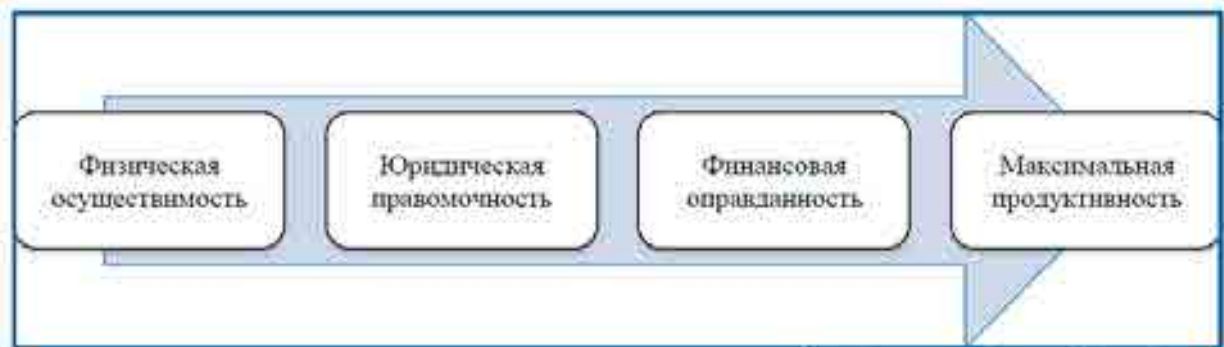 Физическая
осуществимость
Юридическая
правомочность
Финансовая
оправданность
Максимальная
продуктивность